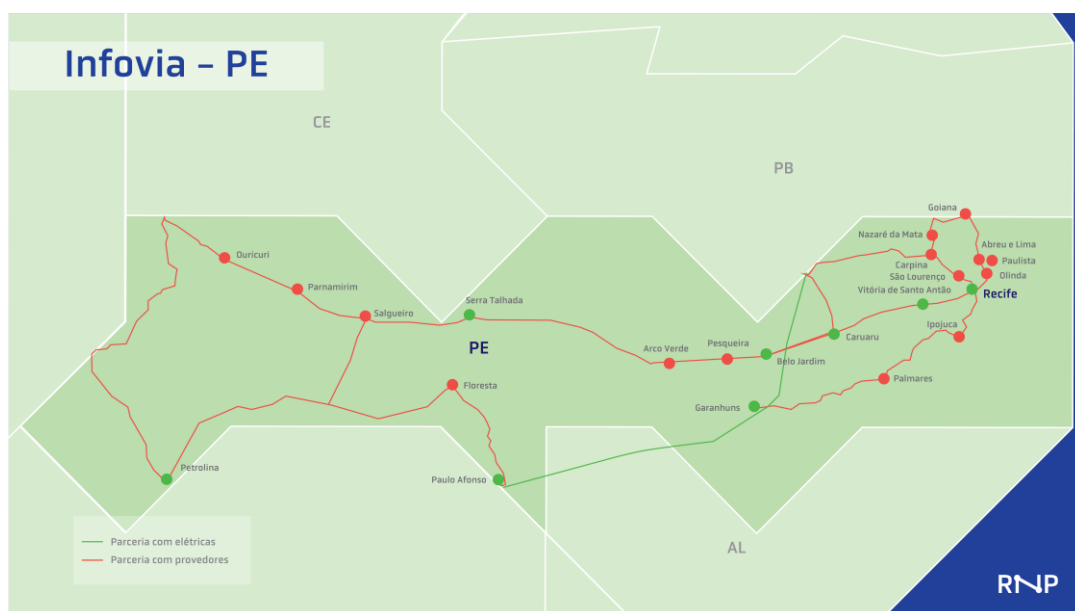 Infovia – PE
CE
PB
Goiana
Nazaré da Mata
Abreu e Lima
Carpina
Paulista
São Lourenço
Olinda
Vitória de Santo Antão
Recife
Ouricuri
Parnamirim
Salgueiro
Serra Talhada
PE
Arco Verde
Pesqueira
Belo Jardim
Caruaru
Ipojuca
Floresta
Palmares
Garanhuns
Petrolina
Paulo Afonso
AL
Parceria com elétricas
Parceria com provedores
RNP